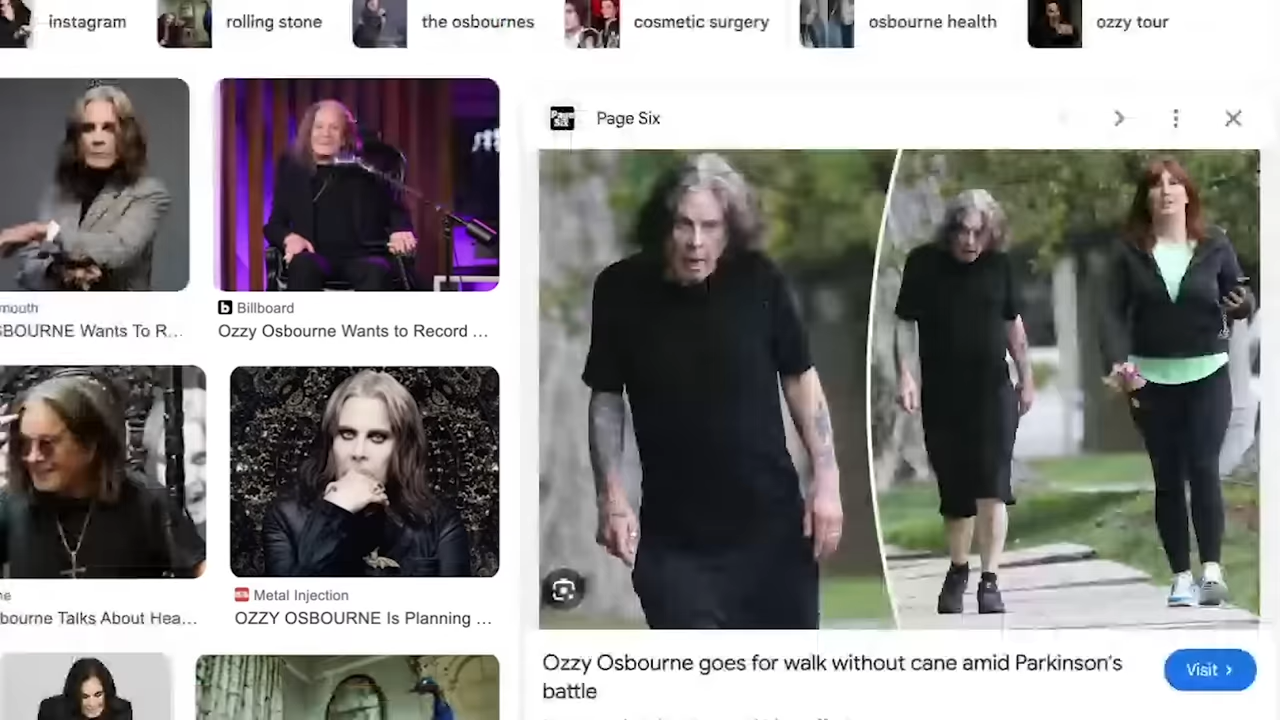 instagram
rolling stone
the osbournes
cosmetic surgery
osbourne health
ozzy tour
Page Six
mouth
SBOURNE Wants To R...
Billboard
Ozzy Osbourne Wants to Record ...
ne
bourne Talks About Hea...
Metal Injection
OZZY OSBOURNE Is Planning ...
Ozzy Osbourne goes for walk without cane amid Parkinson's
battle
Visit